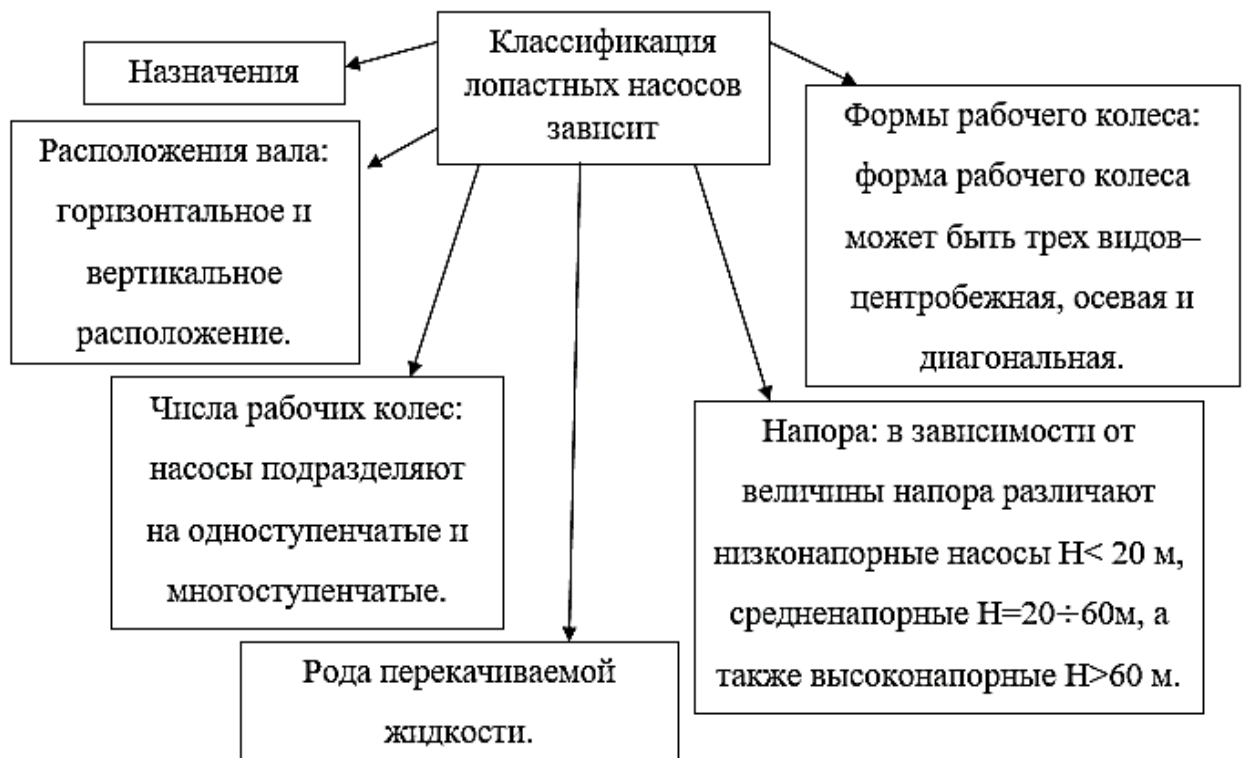 Классификация
лопастных насосов
зависит
Назначения
Расположения вала:
горизонтальное и
вертикальное
расположение.
Числа рабочих колес:
насосы подразделяют
на одноступенчатые и
многоступенчатые.
Рода перекачиваемой
жидкости.
Напора: в зависимости от
величины напора различают
низконапорные насосы Н< 20 м,
средненапорные Н=20÷60м, а
также высоконапорные Н>60 м.
Формы рабочего колеса:
форма рабочего колеса
может быть трех видов–
центробежная, осевая и
диагональная.